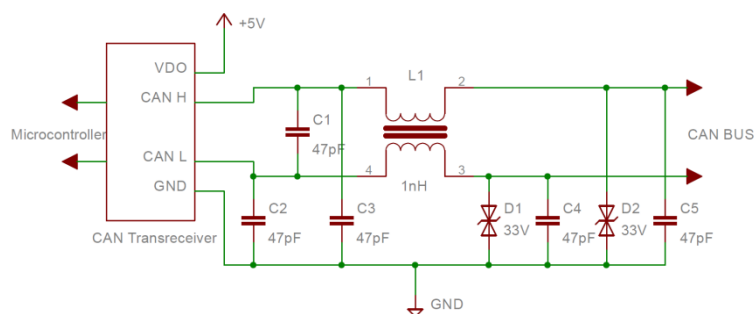 +5V
VDO
CAN H
Microcontroller
CAN L
GND
CAN Transreceiver
C1
47pF
C2
47pF
C3
47pF
1
L1
2
4
1nH
3
CAN BUS
D1
33V
C4
47pF
D2
33V
C5
47pF
GND